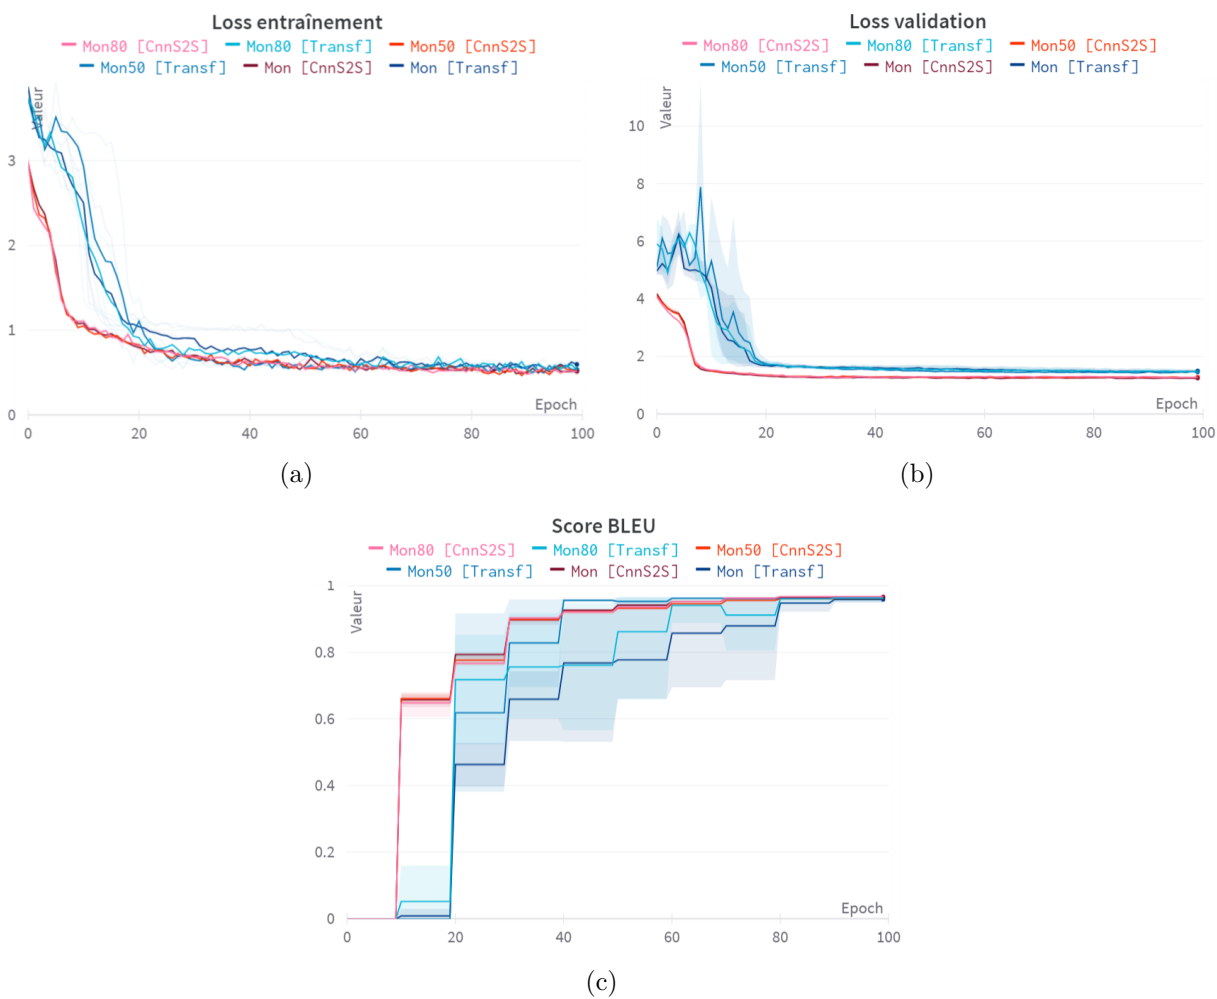 Loss entraînement
Mon80 [CnnS2S] Mon80 [Transf] Mon50 [CnnS2S]
Mon50 [Transf] Mon [CnnS2S] Mon [Transf]
Valeur
3
2
1
0
Epoch
0 20 40 60 80 100
(a)
Loss validation
Mon80 [CnnS2S] Mon80 [Transf] Mon50 [CnnS2S]
Mon50 [Transf] Mon [CnnS2S] Mon [Transf]
Valeur
10
8
6
4
2
0
Epoch
0 20 40 60 80 100
(b)
Score BLEU
Mon80 [CnnS2S] Mon80 [Transf] Mon50 [CnnS2S]
Mon50 [Transf] Mon [CnnS2S] Mon [Transf]
Valeur
1
0.8
0.6
0.4
0.2
0
Epoch
0 20 40 60 80 100
(c)